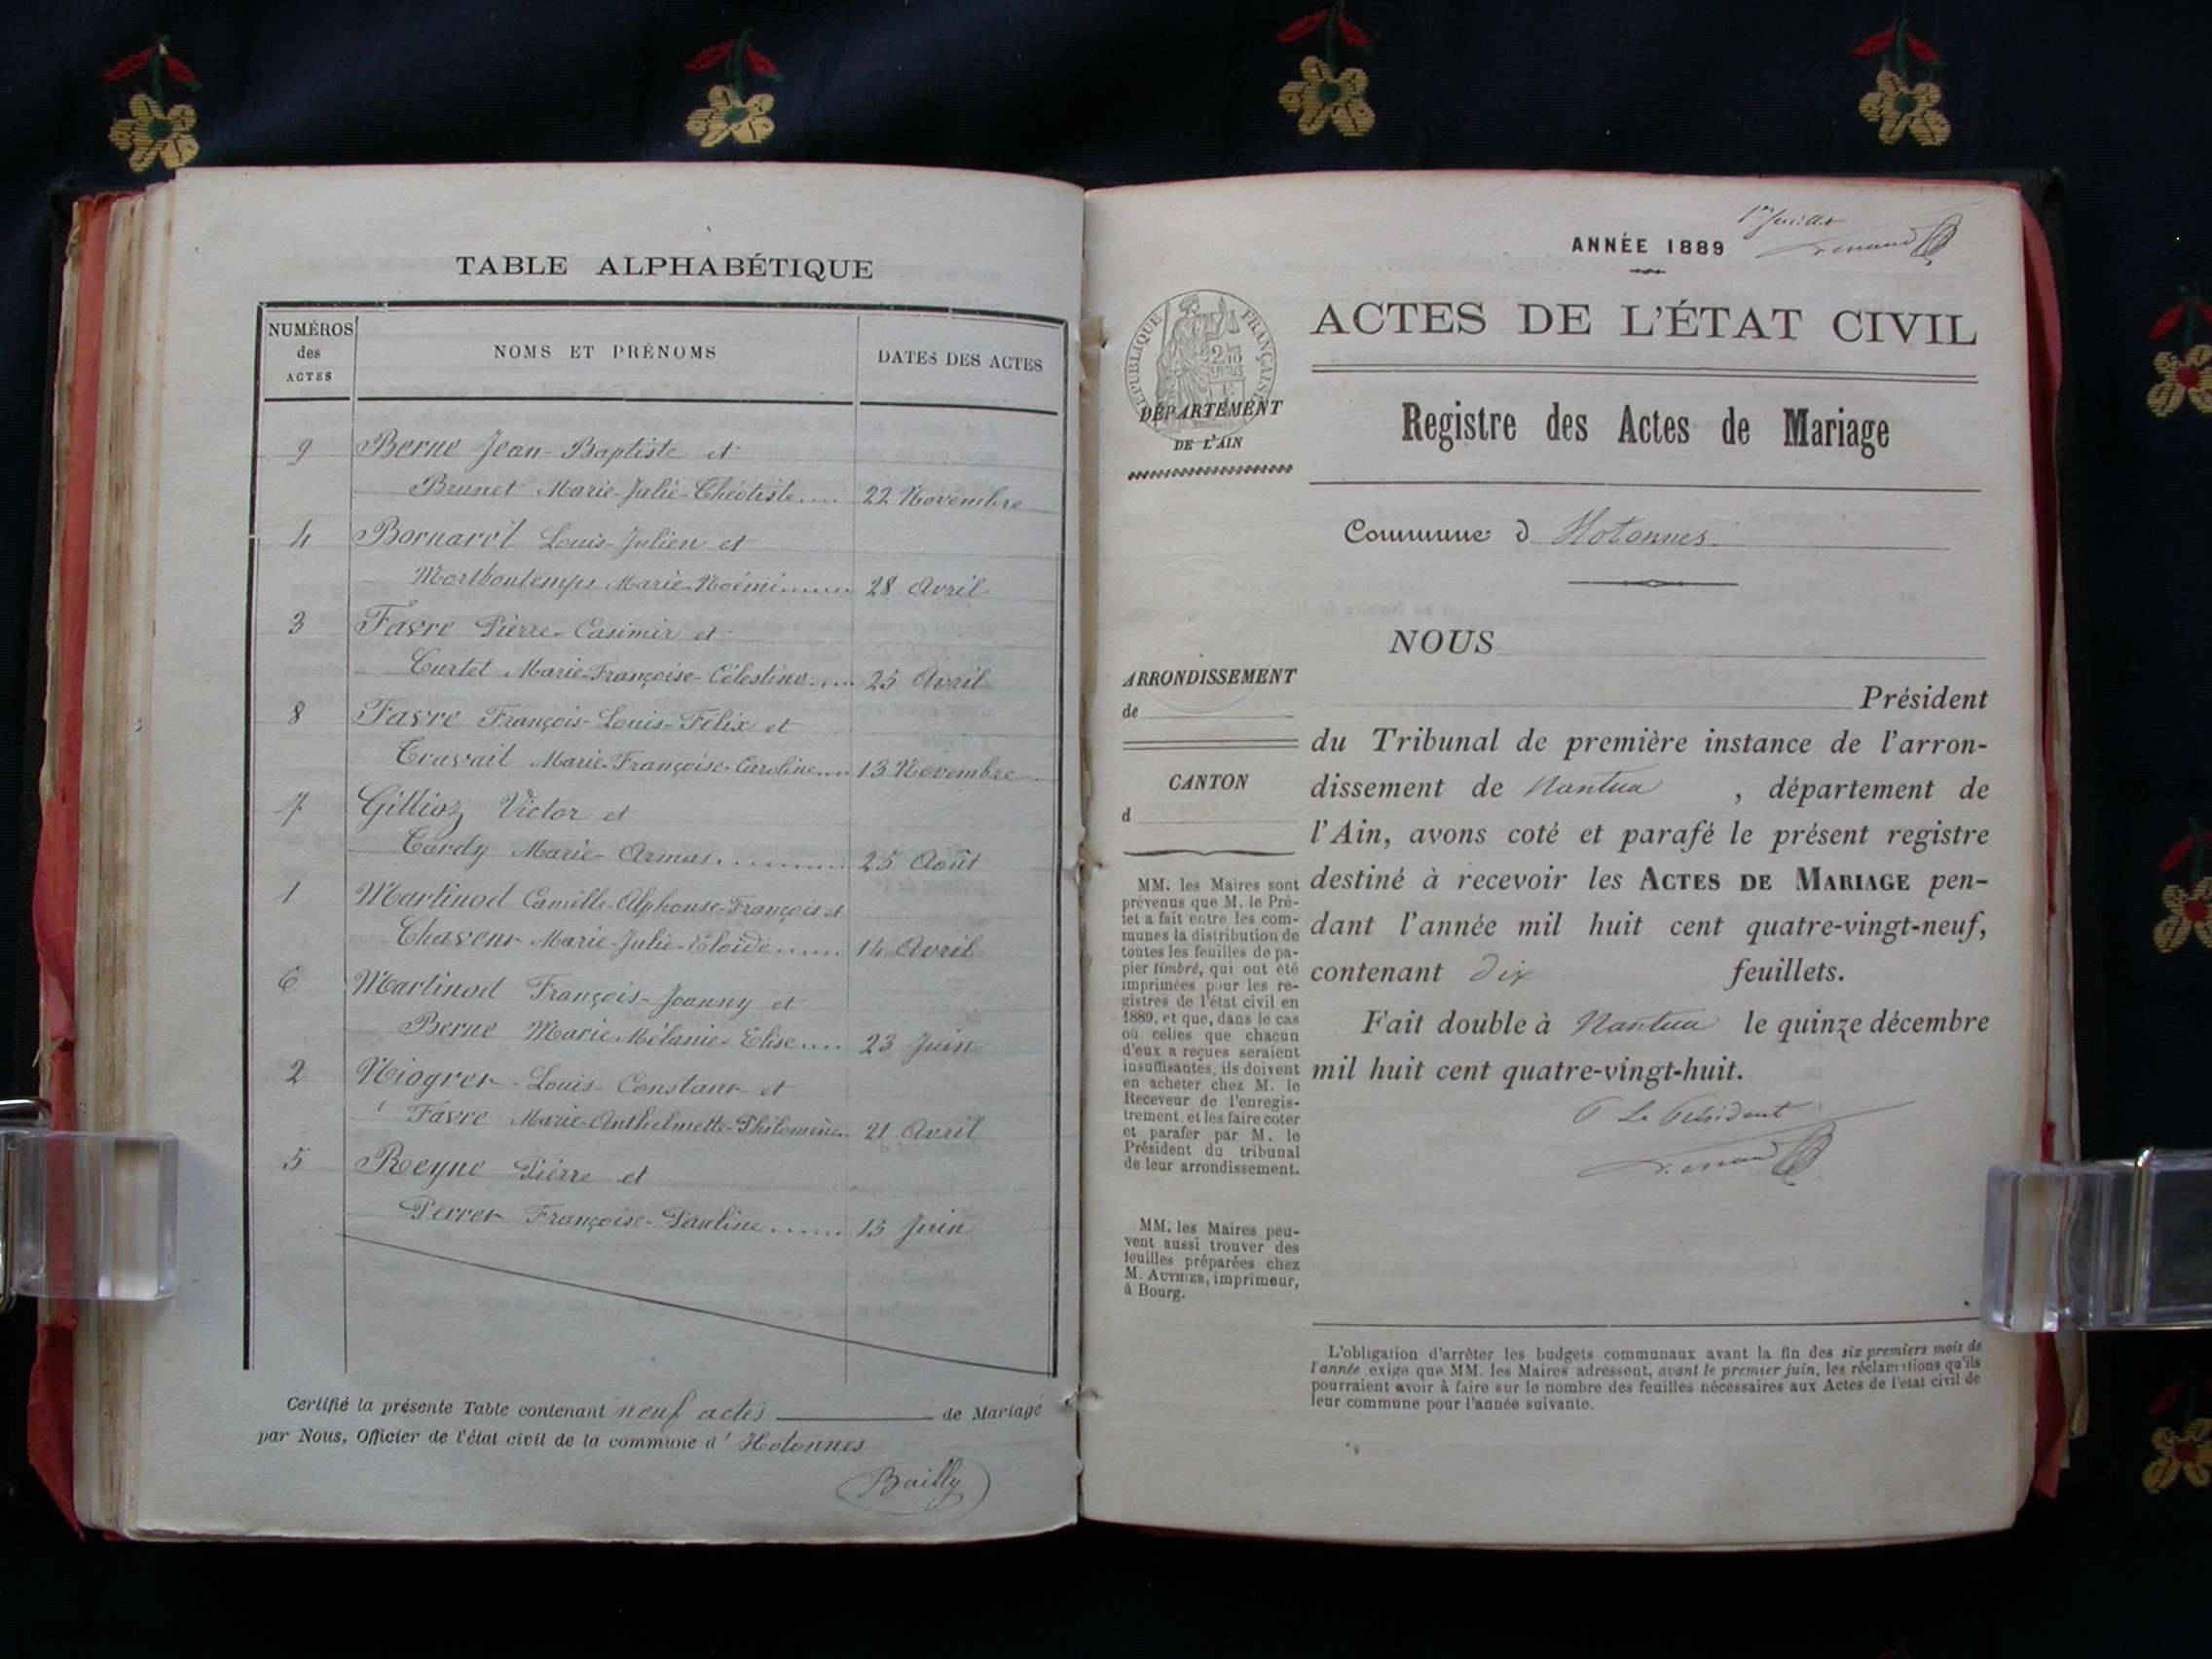 TABLE ALPHABÉTIQUE
NUMÉROS
des
ACTES
NOMS ET PRÉNOMS
DATES DES ACTES
9 Berne Jean-Baptiste et
Brunet Marie-Julie-Théotiste.... 22 Novembre
4 Bornarel Louis-Julien et
Montbontemps Marie-Noémi....... 28 Avril
3 Favre Pierre-Casimir et
Curtet Marie-Françoise-Célestine..... 25 Avril
8 Favre François-Louis-Félix et
Travail Marie-Françoise-Caroline.... 13 Novembre
7 Gillioz Victor et
Tardy Marie-Armas.......... 25 Août
1 Martinod Camille-Alphonse-François et
Chavent Marie-Julie-Eloïde...... 14 Avril
6 Martinod François-Joanny et
Berne Marie Mélanie-Elise.... 23 Juin
2 Niogret Louis-Constant et
Favre Marie-Anthelmette-Philomène.. 21 Avril
5 Reyne Pierre et
Perret Françoise-Pauline...... 15 Juin
Certifié la présente Table contenant neuf actes de Mariage
par Nous, Officier de l'état civil de la commune d'Hotonnes
Bailly
1er feuillet
ANNÉE 1889
RÉPUBLIQUE FRANÇAISE
DÉPARTEMENT
DE L'AIN
ACTES DE L'ÉTAT CIVIL
Registre des Actes de Mariage
Commune d Hotonnes.
ARRONDISSEMENT
de
CANTON
d
MM. les Maires sont
prévenus que M. le Pré-
fet a fait entre les com-
munes la distribution de
toutes les feuilles de pa-
pier timbré, qui ont été
imprimées pour les re-
gistres de l'état civil en
1889, et que, dans le cas
où celles que chacun
d'eux a reçues seraient
insuffisantes, ils doivent
en acheter chez M. le
Receveur de l'enregis-
trement, et les faire coter
et parafer par M. le
Président du tribunal
de leur arrondissement.
MM. les Maires peu-
vent aussi trouver des
feuilles préparées chez
M. AUTHIER, imprimeur,
à Bourg.
NOUS
Président
du Tribunal de première instance de l'arron-
dissement de Nantua , département de
l'Ain, avons coté et parafé le présent registre
destiné à recevoir les ACTES DE MARIAGE pen-
dant l'année mil huit cent quatre-vingt-neuf,
contenant dix feuillets.
Fait double à Nantua le quinze décembre
mil huit cent quatre-vingt-huit.
P Le Président
L'obligation d'arrêter les budgets communaux avant la fin des six premiers mois de
l'année exige que MM. les Maires adressent, avant le premier juin, les réclamations qu'ils
pourraient avoir à faire sur le nombre des feuilles nécessaires aux Actes de l'état civil de
leur commune pour l'année suivante.